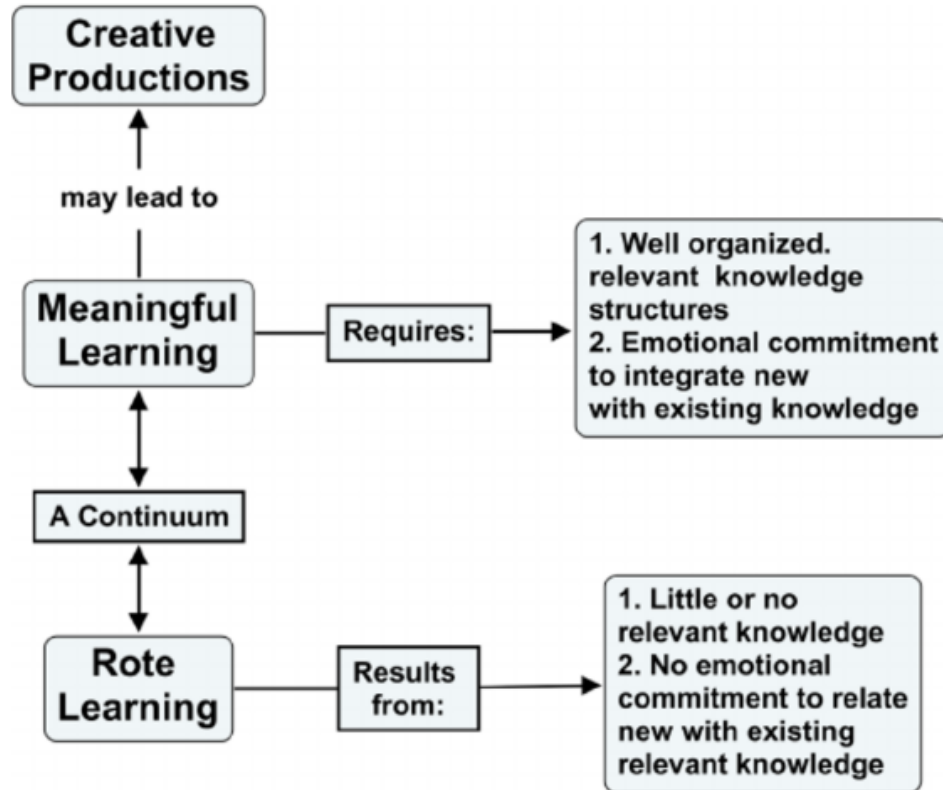 Creative
Productions
may lead to
Meaningful
Learning
Requires:
1. Well organized.
relevant knowledge
structures
2. Emotional commitment
to integrate new
with existing knowledge
A Continuum
Rote
Learning
Results
from:
1. Little or no
relevant knowledge
2. No emotional
commitment to relate
new with existing
relevant knowledge